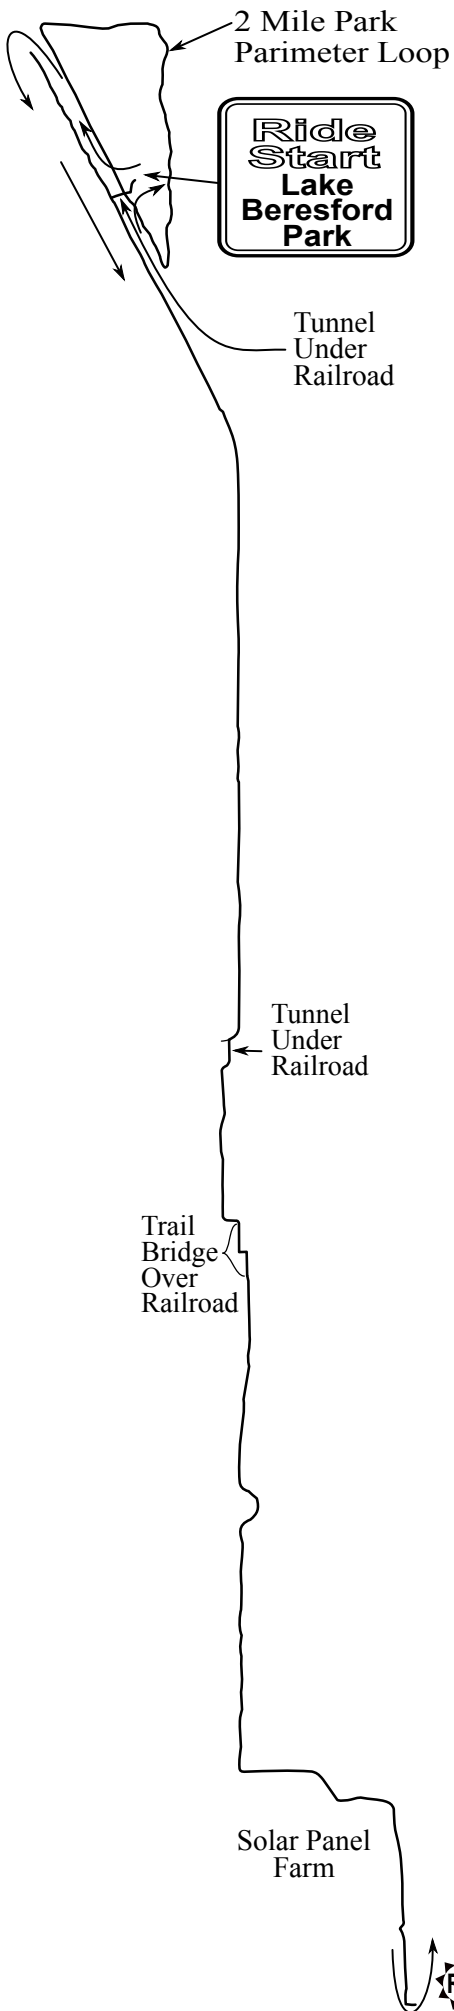 2 Mile Park
Parimeter Loop
Ride
Start
Lake
Beresford
Park
Tunnel
Under
Railroad
Tunnel
Under
Railroad
Trail
Bridge
Over
Railroad
Solar Panel
Farm